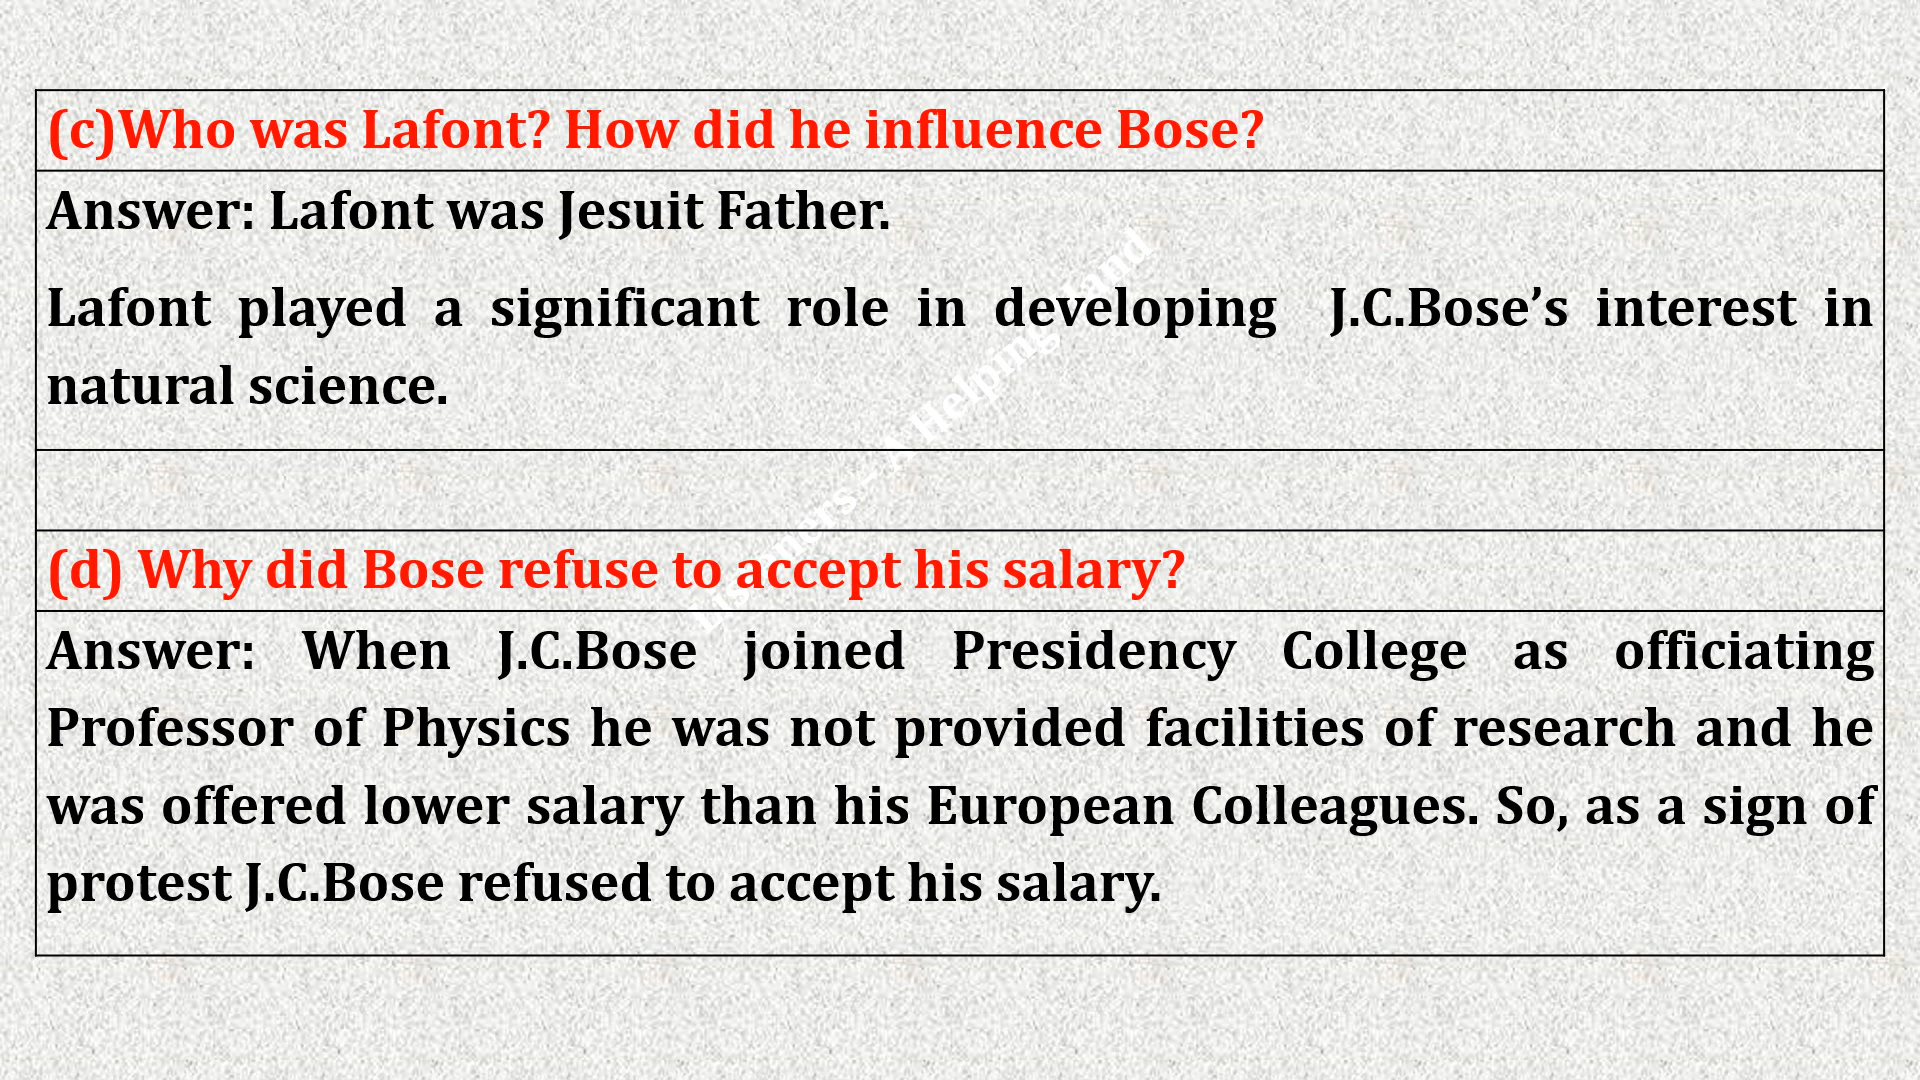 (c)Who was Lafont? How did he influence Bose?
Answer: Lafont was Jesuit Father.
Lafont played a significant role in developing J.C.Bose’s interest in
natural science.
(d) Why did Bose refuse to accept his salary?
Answer: When J.C.Bose joined Presidency College as officiating
Professor of Physics he was not provided facilities of research and he
was offered lower salary than his European Colleagues. So, as a sign of
protest J.C.Bose refused to accept his salary.
A Helping